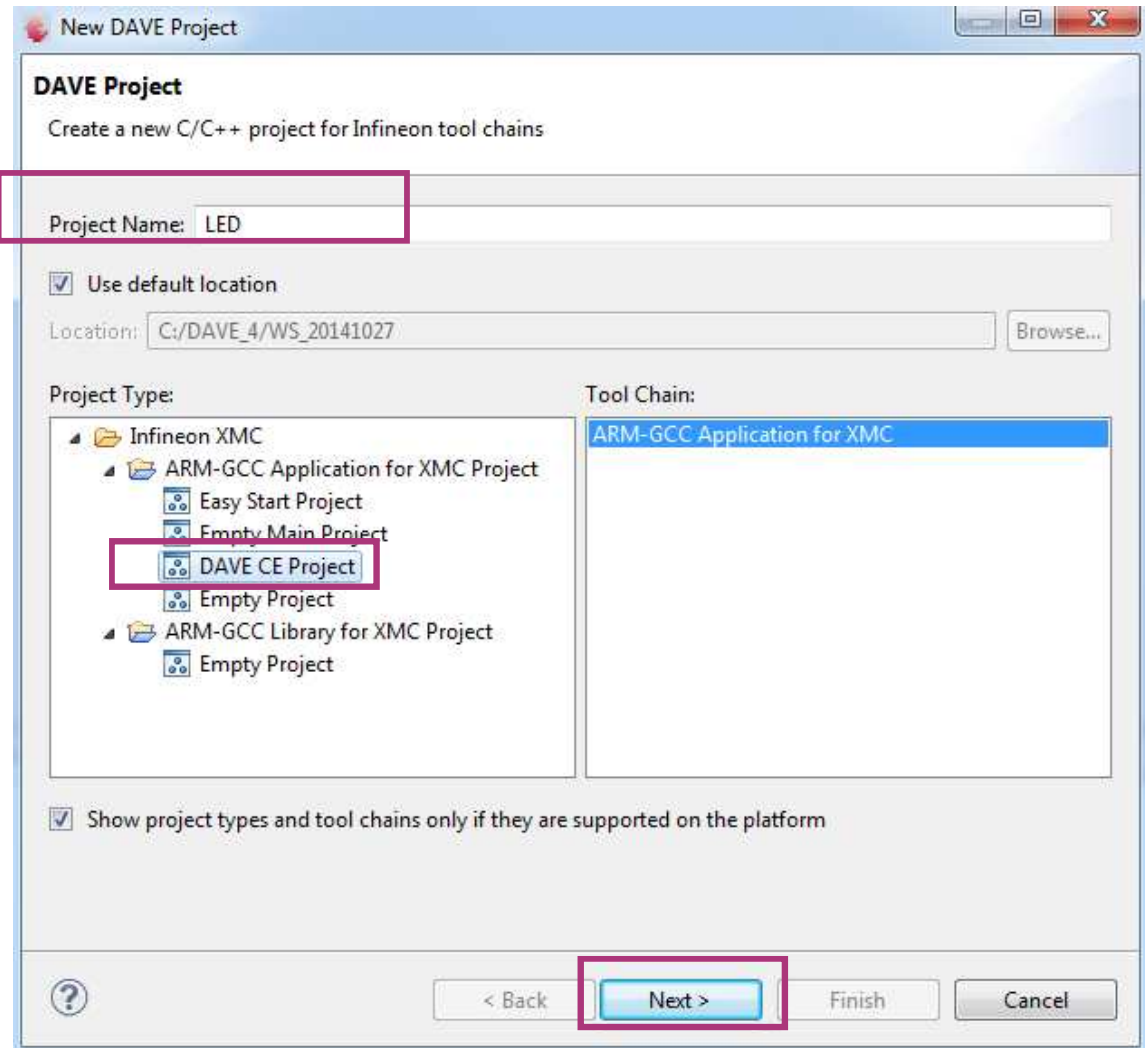 New DAVE Project
DAVE Project
Create a new C/C++ project for Infineon tool chains
Project Name: LED
Use default location
Location: C:/DAVE_4/WS_20141027 Browse...
Project Type: Tool Chain:
Infineon XMC ARM-GCC Application for XMC
ARM-GCC Application for XMC Project
Easy Start Project
Empty Main Project
DAVE CE Project
Empty Project
ARM-GCC Library for XMC Project
Empty Project
Show project types and tool chains only if they are supported on the platform
? < Back Next > Finish Cancel